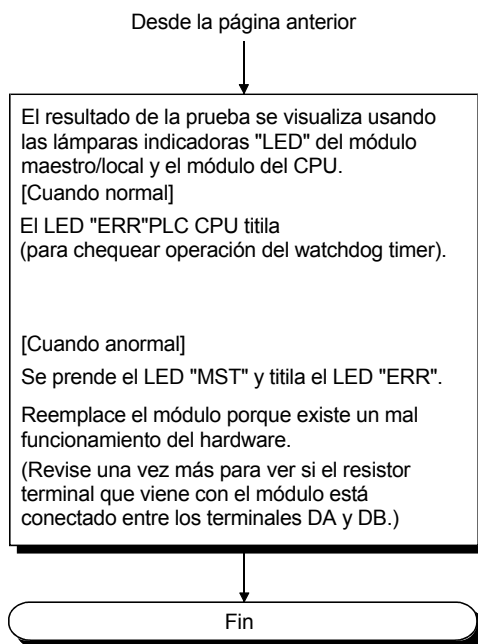 Desde la página anterior
El resultado de la prueba se visualiza usando
las lámparas indicadoras "LED" del módulo
maestro/local y el módulo del CPU.
[Cuando normal]
El LED "ERR"PLC CPU titila
(para chequear operación del watchdog timer).
[Cuando anormal]
Se prende el LED "MST" y titila el LED "ERR".
Reemplace el módulo porque existe un mal
funcionamiento del hardware.
(Revise una vez más para ver si el resistor
terminal que viene con el módulo está
conectado entre los terminales DA y DB.)
Fin